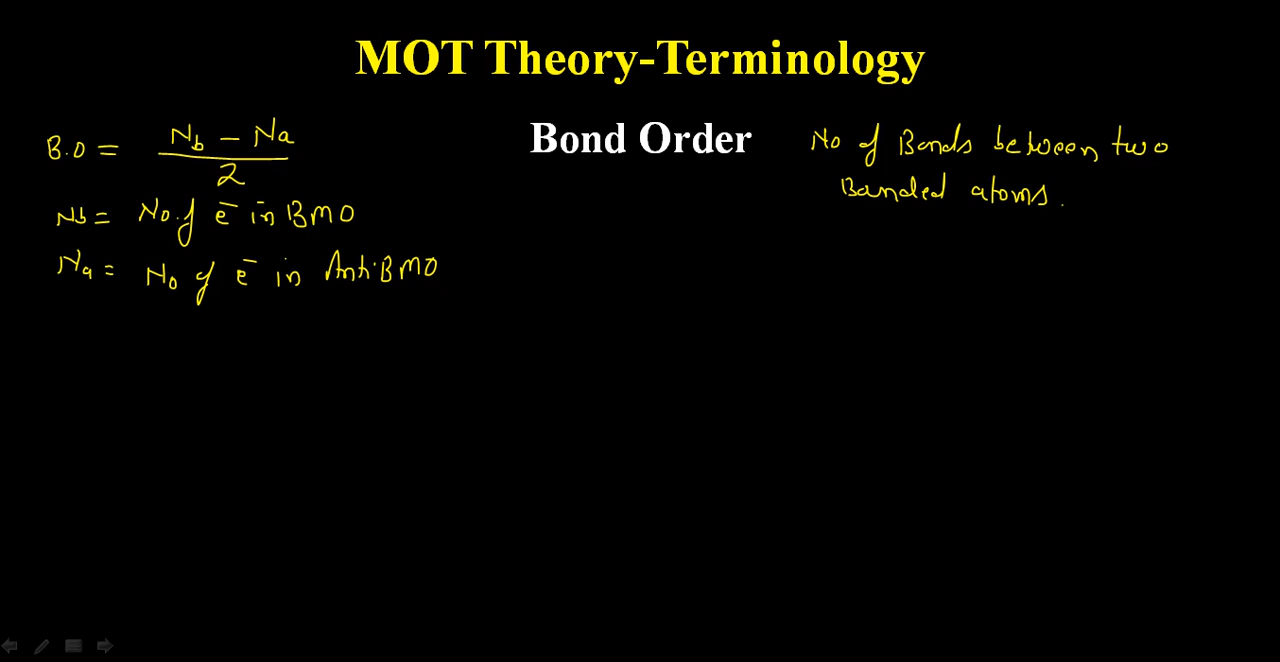 MOT Theory-Terminology
Bond Order
B.O = Nb - Na / 2
Nb = No. of e⁻ in BMO
Na = No of e⁻ in Anti.BMO
No of Bonds between two
Bonded atoms.